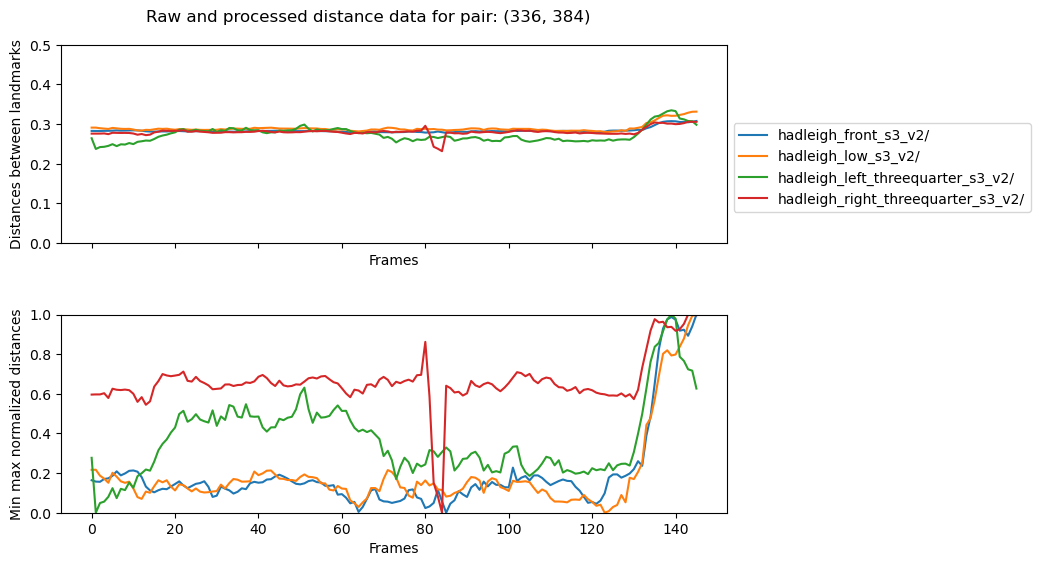 Raw and processed distance data for pair: (336, 384)
Distances between landmarks
0.5
0.4
0.3
0.2
0.1
0.0
Frames
hadleigh_front_s3_v2/
hadleigh_low_s3_v2/
hadleigh_left_threequarter_s3_v2/
hadleigh_right_threequarter_s3_v2/
Min max normalized distances
1.0
0.8
0.6
0.4
0.2
0.0
0 20 40 60 80 100 120 140
Frames